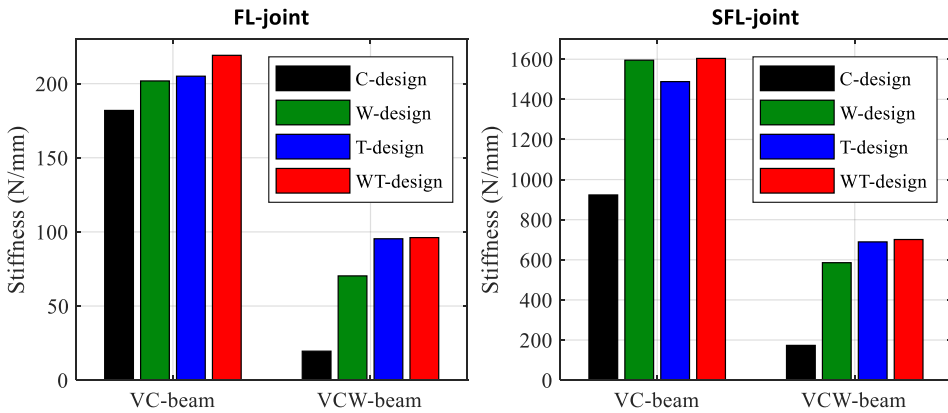 FL-joint
Stiffness (N/mm)
200
150
100
50
0
C-design
W-design
T-design
WT-design
VC-beam
VCW-beam
SFL-joint
Stiffness (N/mm)
1600
1400
1200
1000
800
600
400
200
0
C-design
W-design
T-design
WT-design
VC-beam
VCW-beam